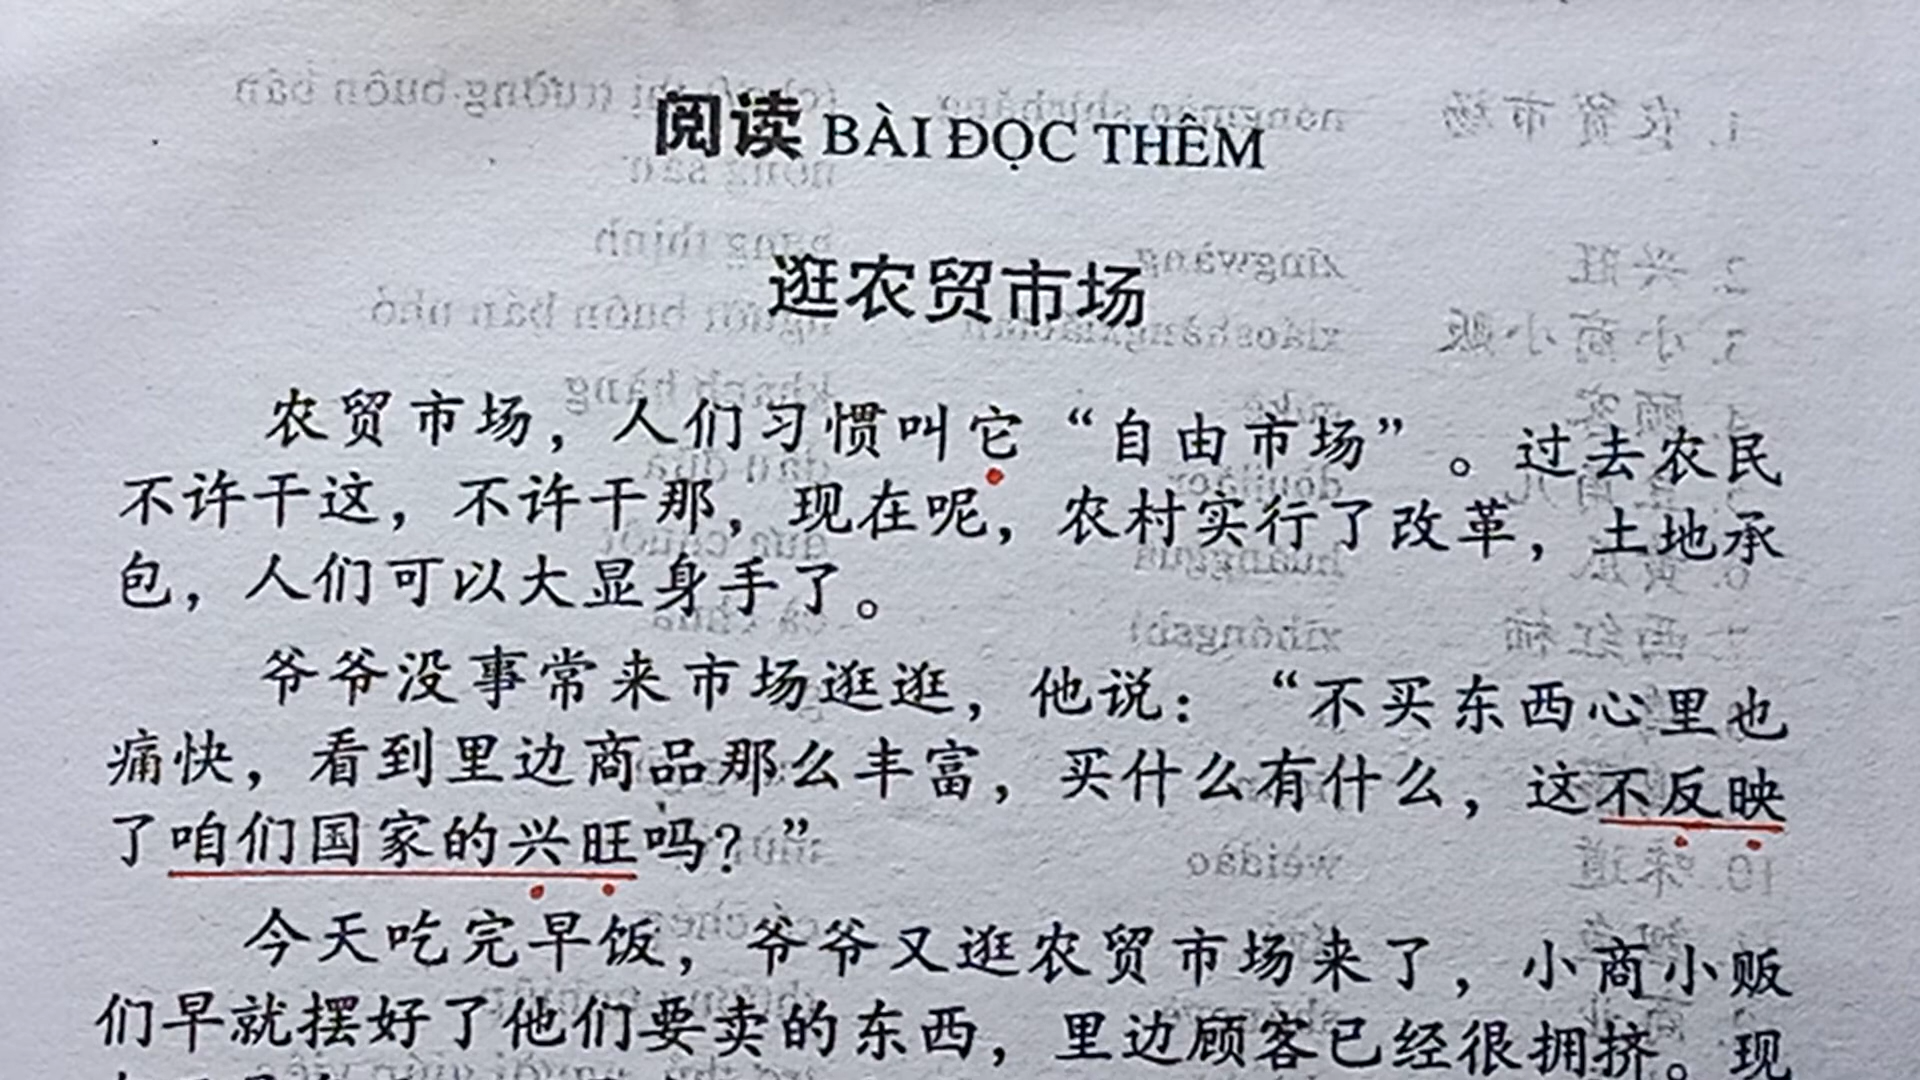 阅读 BÀI ĐỌC THÊM
逛农贸市场
农贸市场，人们习惯叫它“自由市场”。过去农民
不许干这，不许干那，现在呢，农村实行了改革，土地承
包，人们可以大显身手了。
爷爷没事常来市场逛逛，他说：“不买东西心里也
痛快，看到里边商品那么丰富，买什么有什么，这不反映
了咱们国家的兴旺吗？”
今天吃完早饭，爷爷又逛农贸市场来了，小商小贩
们早就摆好了他们要卖的东西，里边顾客已经很拥挤。现